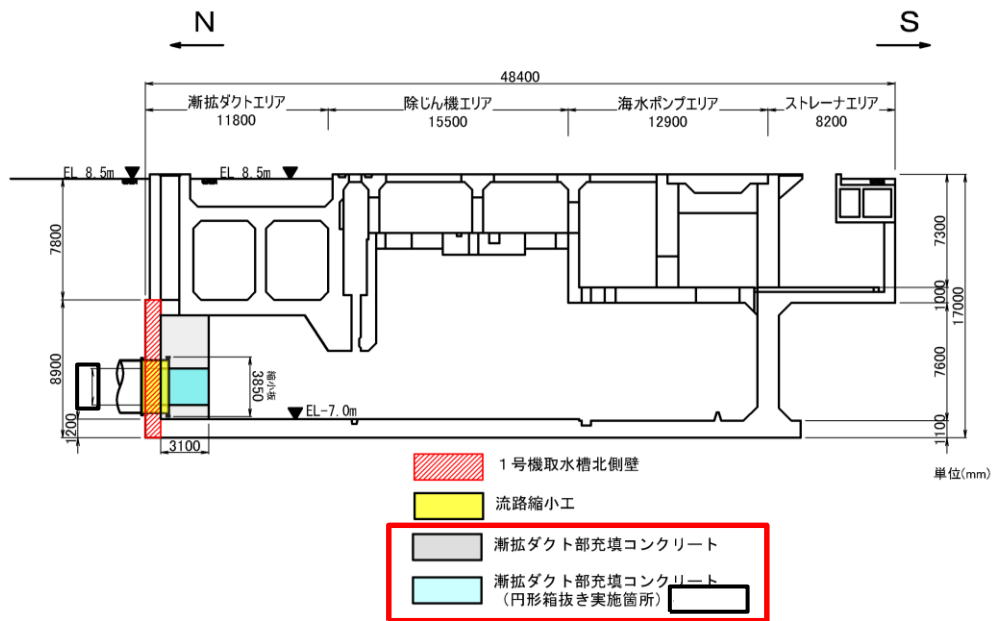 N
S
48400
漸拡ダクトエリア
除じん機エリア
海水ポンプエリア
ストレーナエリア
11800
15500
12900
8200
EL 8.5m
EL 8.5m
7800
8900
1200
3100
縮小板
3850
EL-7.0m
7300
1000
17000
7600
1100
単位(mm)
1号機取水槽北側壁
流路縮小工
漸拡ダクト部充填コンクリート
漸拡ダクト部充填コンクリート
(円形箱抜き実施箇所)